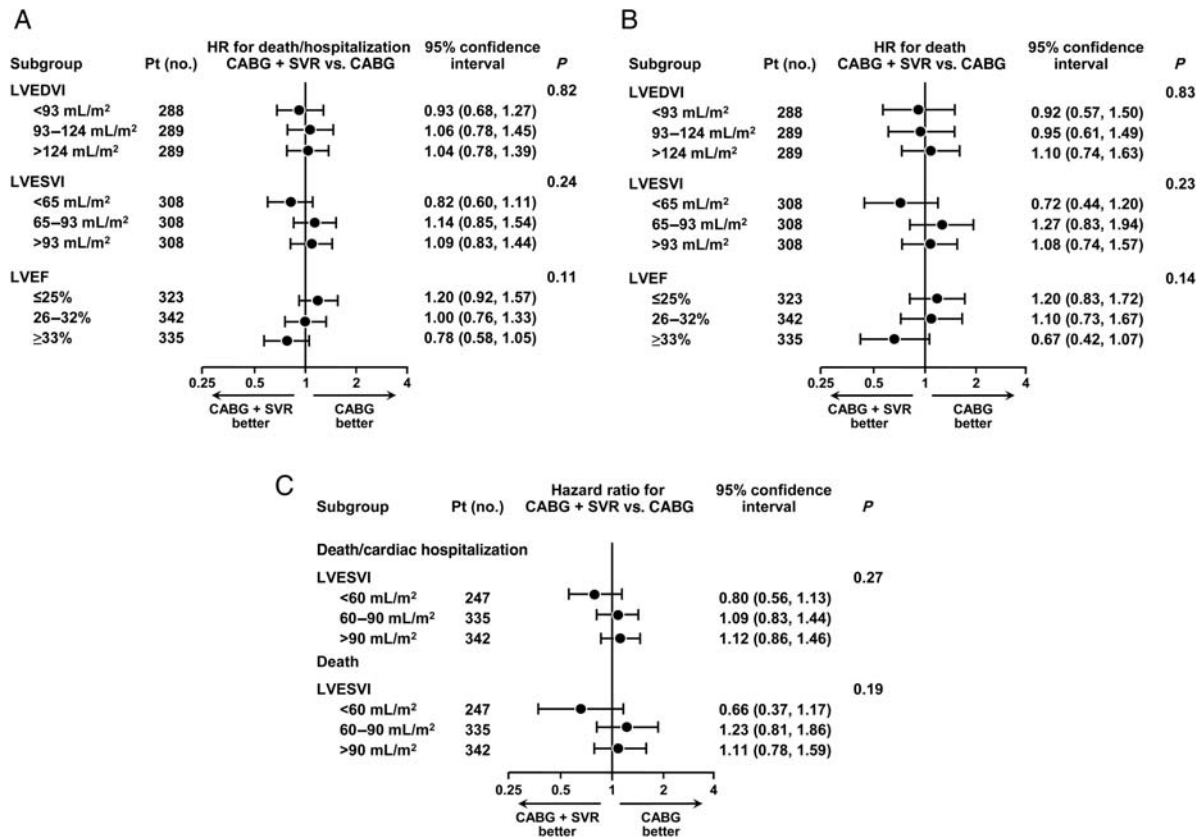 A
HR for death/hospitalization 95% confidence
Subgroup Pt (no.) CABG + SVR vs. CABG interval P
LVEDVI 0.82
<93 mL/m² 288 0.93 (0.68, 1.27)
93–124 mL/m² 289 1.06 (0.78, 1.45)
>124 mL/m² 289 1.04 (0.78, 1.39)
LVESVI 0.24
<65 mL/m² 308 0.82 (0.60, 1.11)
65–93 mL/m² 308 1.14 (0.85, 1.54)
>93 mL/m² 308 1.09 (0.83, 1.44)
LVEF 0.11
≤25% 323 1.20 (0.92, 1.57)
26–32% 342 1.00 (0.76, 1.33)
≥33% 335 0.78 (0.58, 1.05)
0.25 0.5 1 2 4
CABG + SVR CABG
better better
B
HR for death 95% confidence
Subgroup Pt (no.) CABG + SVR vs. CABG interval P
LVEDVI 0.83
<93 mL/m² 288 0.92 (0.57, 1.50)
93–124 mL/m² 289 0.95 (0.61, 1.49)
>124 mL/m² 289 1.10 (0.74, 1.63)
LVESVI 0.23
<65 mL/m² 308 0.72 (0.44, 1.20)
65–93 mL/m² 308 1.27 (0.83, 1.94)
>93 mL/m² 308 1.08 (0.74, 1.57)
LVEF 0.14
≤25% 323 1.20 (0.83, 1.72)
26–32% 342 1.10 (0.73, 1.67)
≥33% 335 0.67 (0.42, 1.07)
0.25 0.5 1 2 4
CABG + SVR CABG
better better
C
Hazard ratio for 95% confidence
Subgroup Pt (no.) CABG + SVR vs. CABG interval P
Death/cardiac hospitalization
LVESVI 0.27
<60 mL/m² 247 0.80 (0.56, 1.13)
60–90 mL/m² 335 1.09 (0.83, 1.44)
>90 mL/m² 342 1.12 (0.86, 1.46)
Death
LVESVI 0.19
<60 mL/m² 247 0.66 (0.37, 1.17)
60–90 mL/m² 335 1.23 (0.81, 1.86)
>90 mL/m² 342 1.11 (0.78, 1.59)
0.25 0.5 1 2 4
CABG + SVR CABG
better better